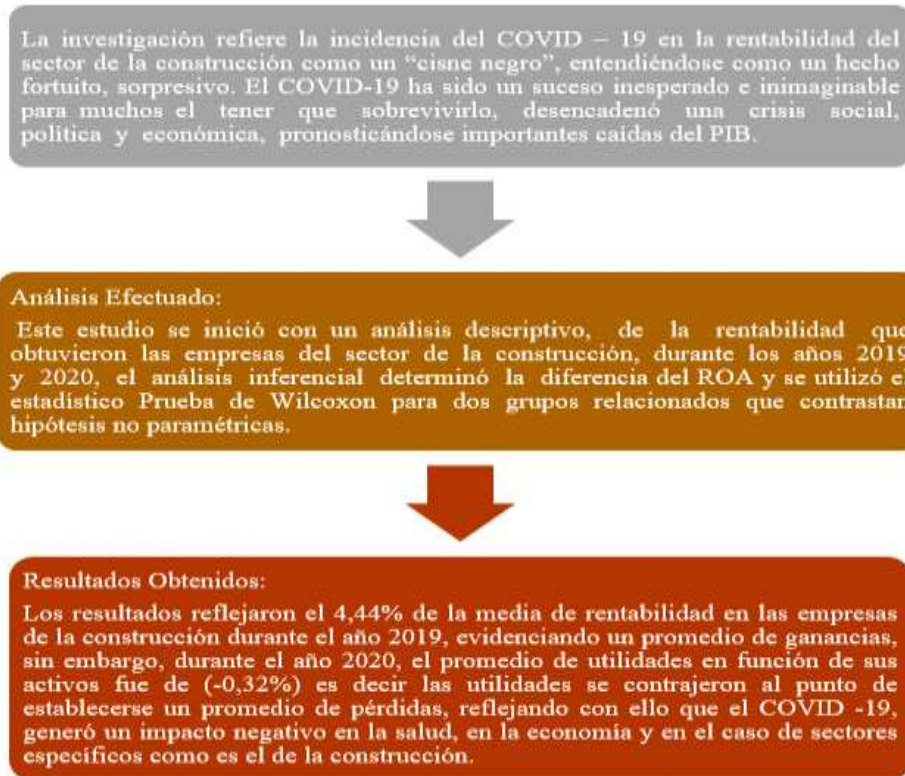 La investigación refiere la incidencia del COVID – 19 en la rentabilidad del
sector de la construcción como un “cisne negro”, entendiéndose como un hecho
fortuito, sorpresivo. El COVID-19 ha sido un suceso inesperado e inimaginable
para muchos el tener que sobrevivirlo, desencadenó una crisis social,
política y económica, pronosticándose importantes caídas del PIB.
Análisis Efectuado:
Este estudio se inició con un análisis descriptivo, de la rentabilidad que
obtuvieron las empresas del sector de la construcción, durante los años 2019
y 2020, el análisis inferencial determinó la diferencia del ROA y se utilizó el
estadístico Prueba de Wilcoxon para dos grupos relacionados que contrastan
hipótesis no paramétricas.
Resultados Obtenidos:
Los resultados reflejaron el 4,44% de la media de rentabilidad en las empresas
de la construcción durante el año 2019, evidenciando un promedio de ganancias,
sin embargo, durante el año 2020, el promedio de utilidades en función de sus
activos fue de (-0,32%) es decir las utilidades se contrajeron al punto de
establecerse un promedio de pérdidas, reflejando con ello que el COVID -19,
generó un impacto negativo en la salud, en la economía y en el caso de sectores
específicos como es el de la construcción.